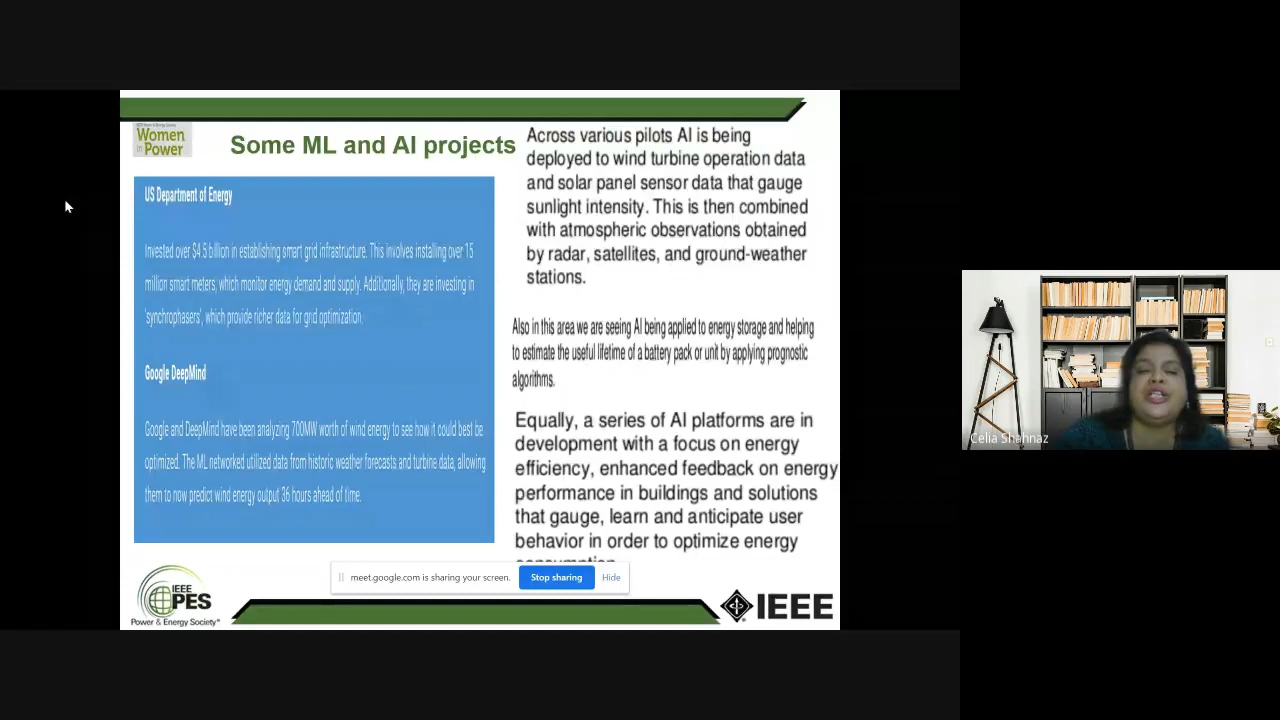 Women
in Power
Some ML and AI projects
US Department of Energy
Invested over $4.5 billion in establishing smart grid infrastructure. This involves installing over 15
million smart meters, which monitor energy demand and supply. Additionally, they are investing in
'synchrophasers', which provide richer data for grid optimization.
Google DeepMind
Google and DeepMind have been analyzing 700MW worth of wind energy to see how it could best be
optimized. The ML networked utilized data from historic weather forecasts and turbine data, allowing
them to now predict wind energy output 36 hours ahead of time.
Across various pilots AI is being
deployed to wind turbine operation data
and solar panel sensor data that gauge
sunlight intensity. This is then combined
with atmospheric observations obtained
by radar, satellites, and ground-weather
stations.
Also in this area we are seeing AI being applied to energy storage and helping
to estimate the useful lifetime of a battery pack or unit by applying prognostic
algorithms.
Equally, a series of AI platforms are in
development with a focus on energy
efficiency, enhanced feedback on energy
performance in buildings and solutions
that gauge, learn and anticipate user
behavior in order to optimize energy
meet.google.com is sharing your screen.
Stop sharing
Hide
IEEE
PES
Power & Energy Society®
IEEE
Celia Shahnaz